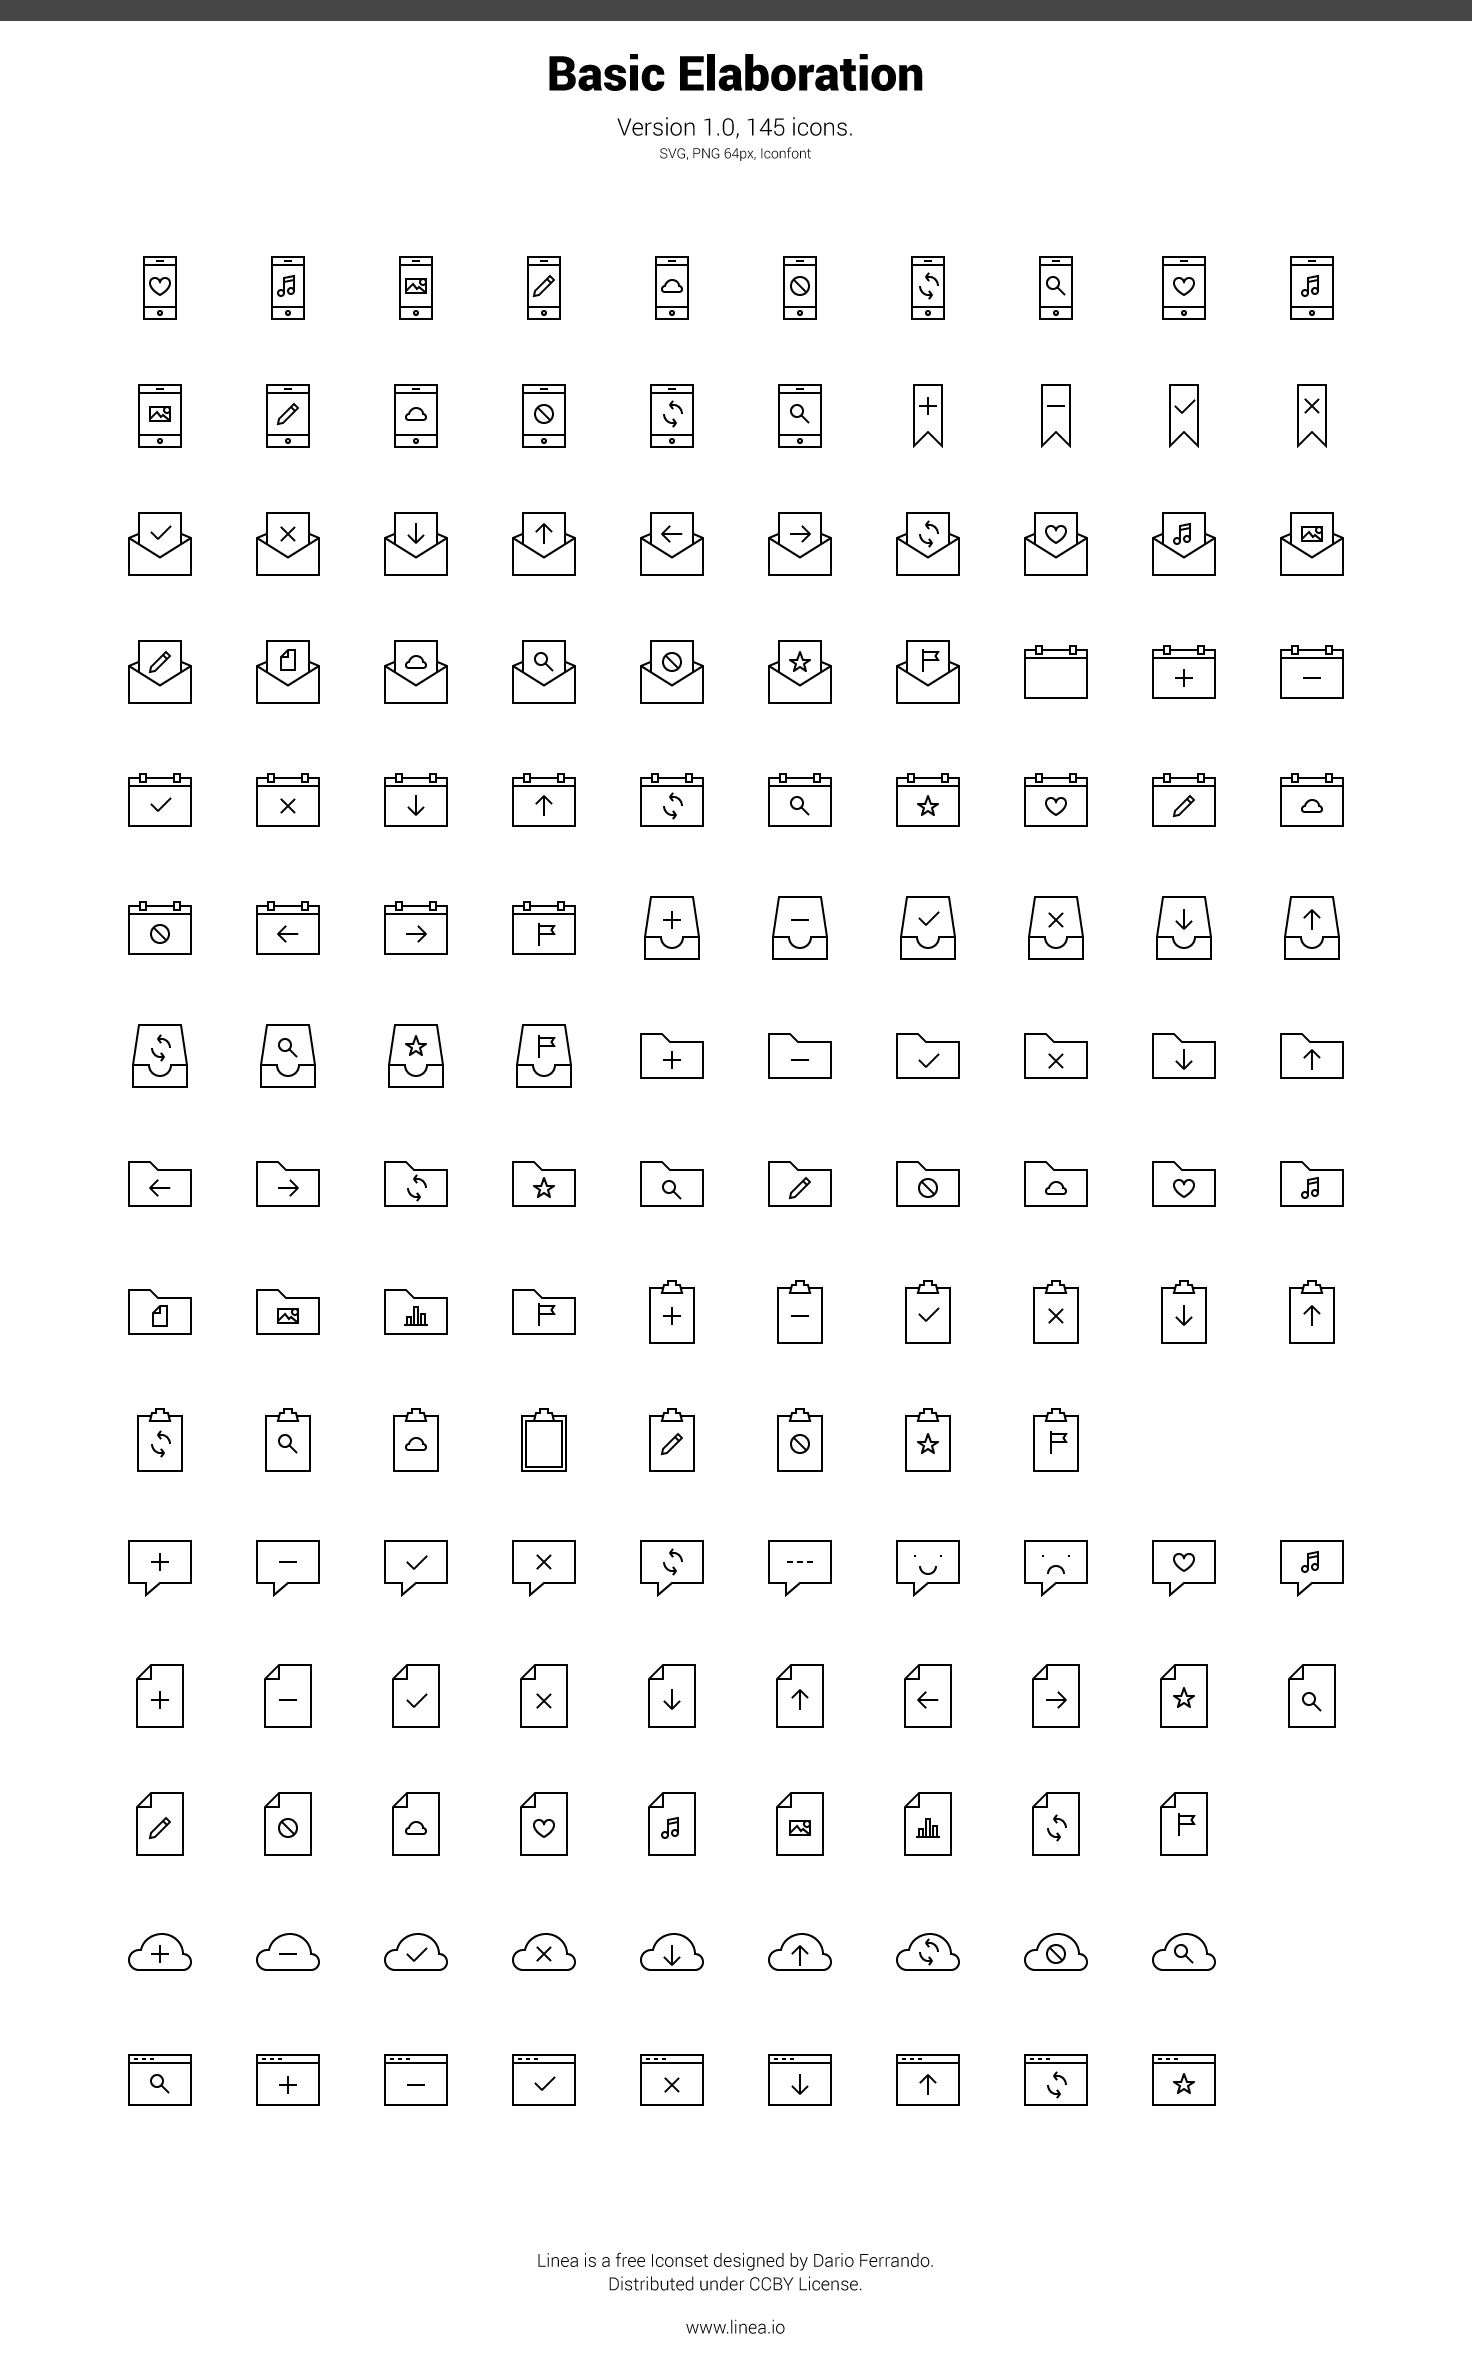 Basic Elaboration
Version 1.0, 145 icons.
SVG, PNG 64px, Iconfont
Linea is a free Iconset designed by Dario Ferrando.
Distributed under CCBY License.
www.linea.io